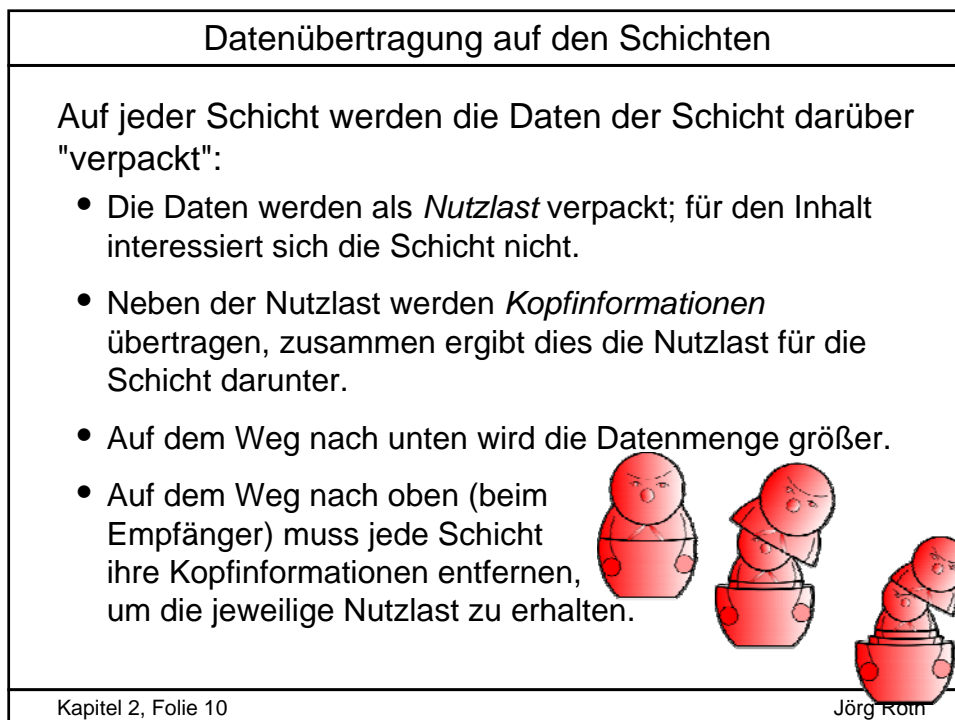 Datenübertragung auf den Schichten
Auf jeder Schicht werden die Daten der Schicht darüber
"verpackt":
• Die Daten werden als Nutzlast verpackt; für den Inhalt
interessiert sich die Schicht nicht.
• Neben der Nutzlast werden Kopfinformationen
übertragen, zusammen ergibt dies die Nutzlast für die
Schicht darunter.
• Auf dem Weg nach unten wird die Datenmenge größer.
• Auf dem Weg nach oben (beim
Empfänger) muss jede Schicht
ihre Kopfinformationen entfernen,
um die jeweilige Nutzlast zu erhalten.
Kapitel 2, Folie 10
Jörg Roth